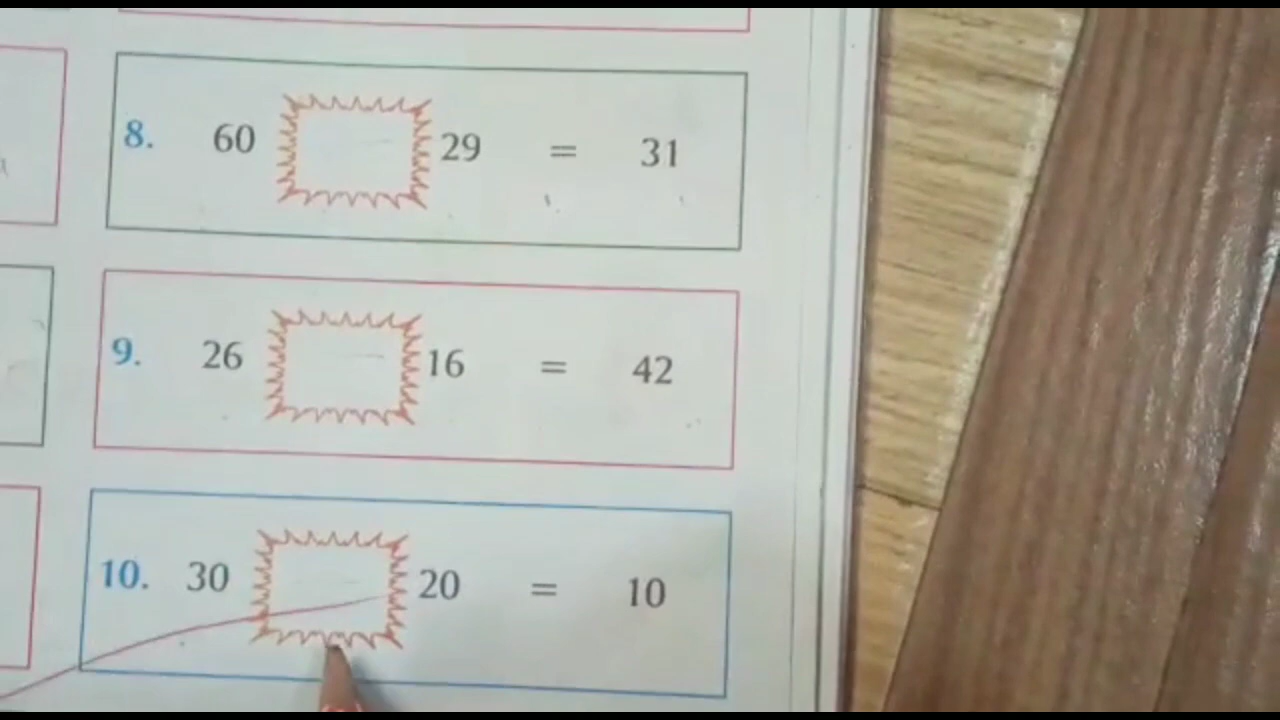 8. 60 29 = 31
9. 26 16 = 42
10. 30 20 = 10